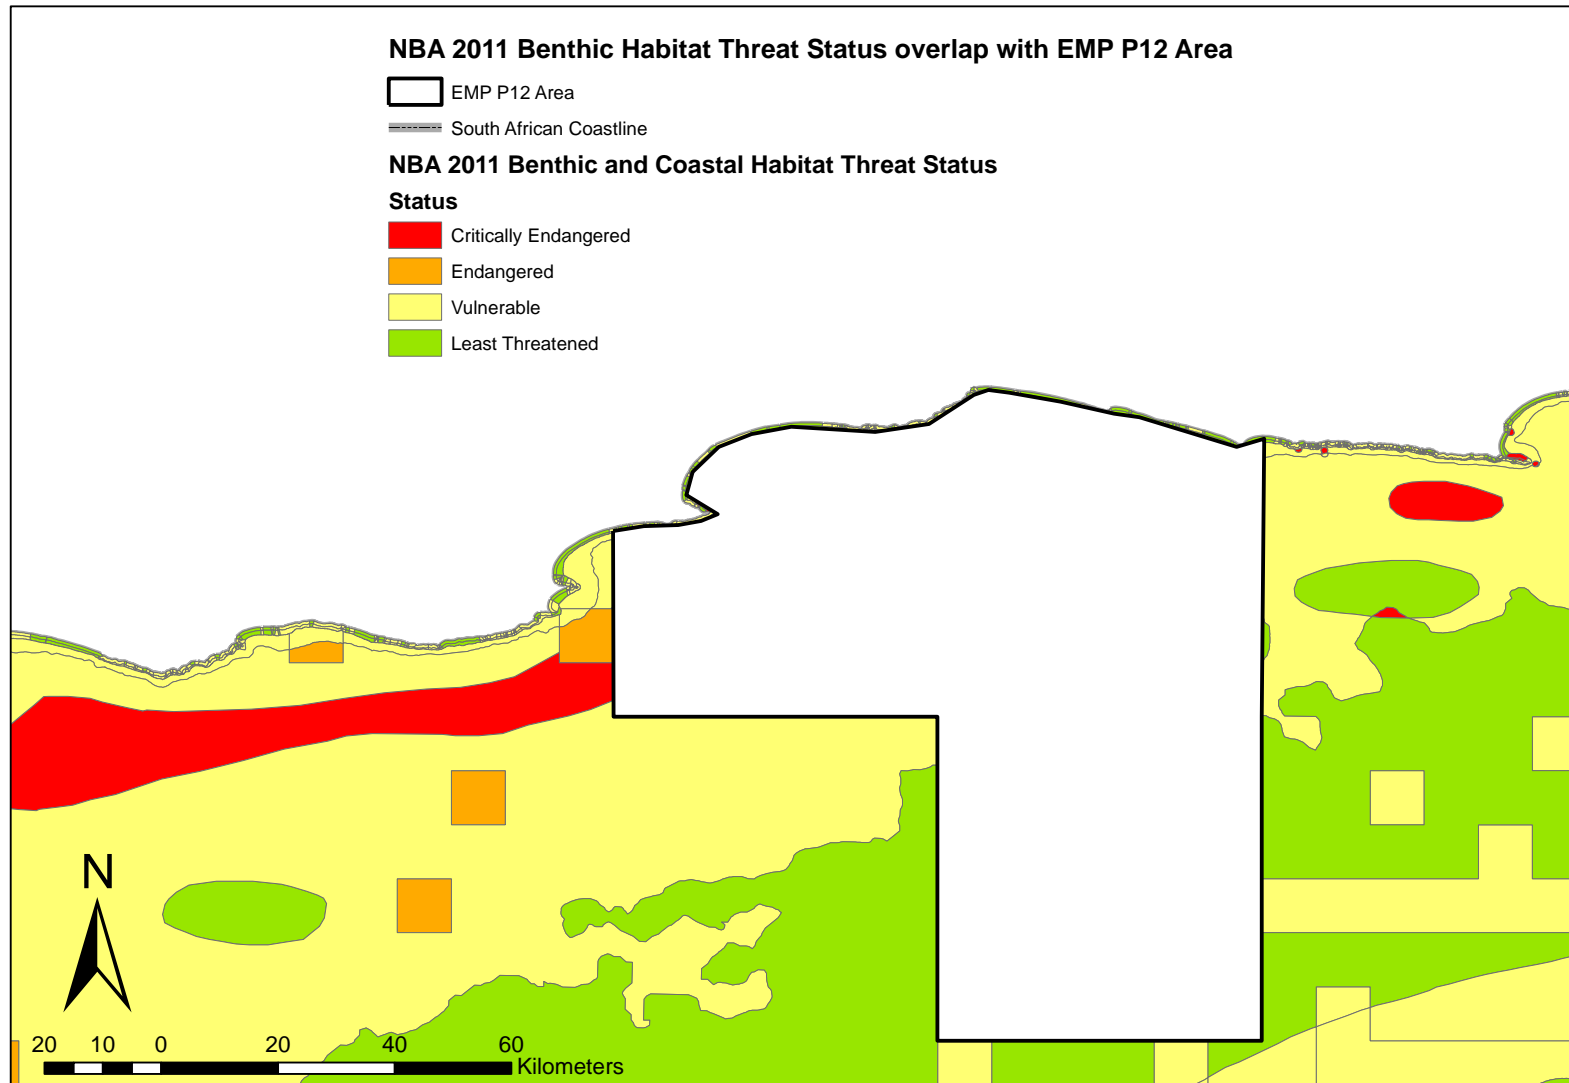 NBA 2011 Benthic Habitat Threat Status overlap with EMP P12 Area
EMP P12 Area
South African Coastline
NBA 2011 Benthic and Coastal Habitat Threat Status
Status
Critically Endangered
Endangered
Vulnerable
Least Threatened
N
20 10 0 20 40 60
Kilometers